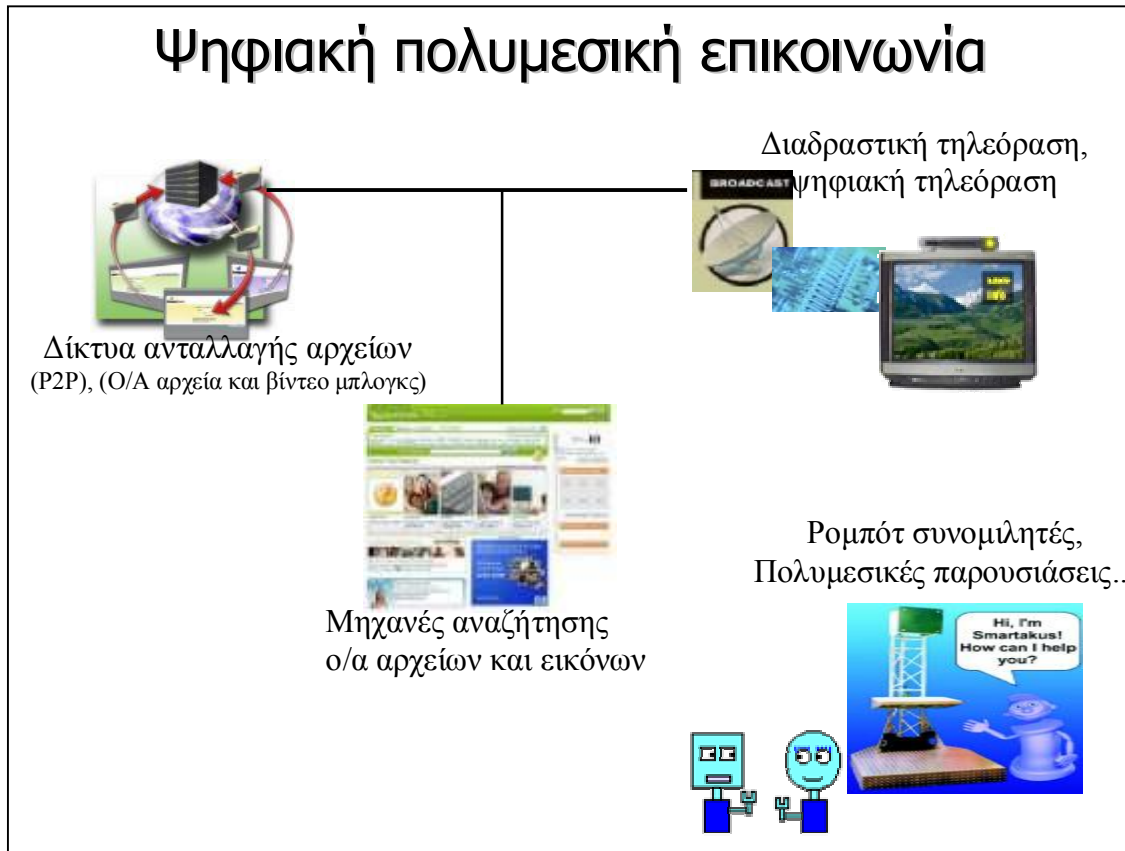 Ψηφιακή πολυμεσική επικοινωνία
Διαδραστική τηλεόραση,
BROADCAST
ψηφιακή τηλεόραση
Δίκτυα ανταλλαγής αρχείων
(P2P), (Ο/Α αρχεία και βίντεο μπλογκς)
Μηχανές αναζήτησης
ο/α αρχείων και εικόνων
Ρομπότ συνομιλητές,
Πολυμεσικές παρουσιάσεις..
Hi, I'm
Smartakus!
How can I help
you?